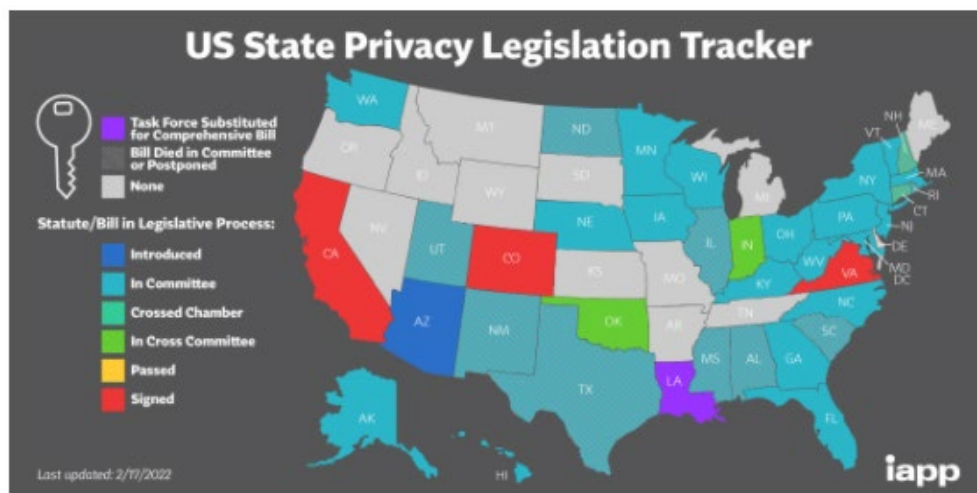 US State Privacy Legislation Tracker
Task Force Substituted
for Comprehensive Bill
Bill Died in Committee
or Postponed
None
Statute/Bill in Legislative Process:
Introduced
In Committee
Crossed Chamber
In Cross Committee
Passed
Signed
WA
OR
CA
NV
ID
MT
WY
UT
AZ
CO
NM
ND
SD
NE
KS
OK
TX
MN
IA
MO
AR
LA
WI
IL
MI
IN
OH
KY
TN
MS
AL
GA
FL
SC
NC
VA
WV
PA
NY
VT
NH
ME
MA
RI
CT
NJ
DE
MD
DC
AK
HI
Last updated: 2/17/2022
iapp